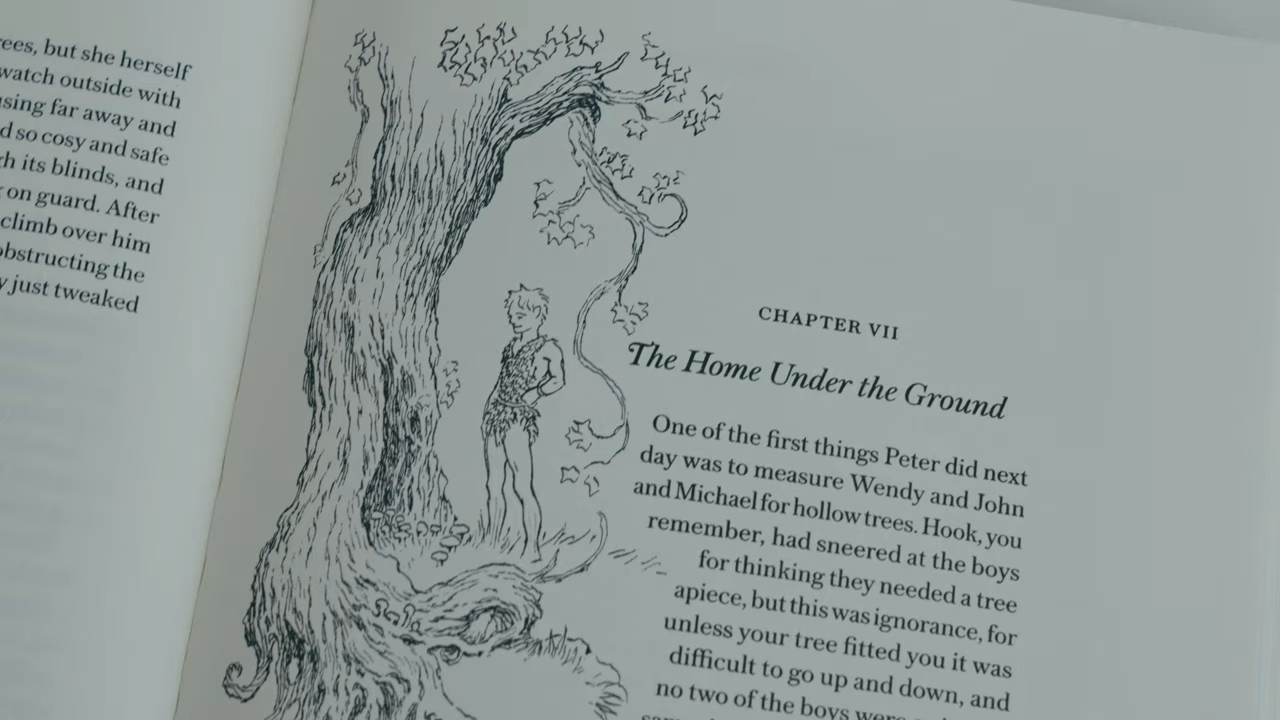 but she herself
watch outside with
far away and
so cosy and safe
its blinds, and
on guard. After
climb over him
obstructing the
just tweaked
CHAPTER VII
The Home Under the Ground
One of the first things Peter did next
day was to measure Wendy and John
and Michael for hollow trees. Hook, you
remember, had sneered at the boys
for thinking they needed a tree
apiece, but this was ignorance, for
unless your tree fitted you it was
difficult to go up and down, and
no two of the boys were